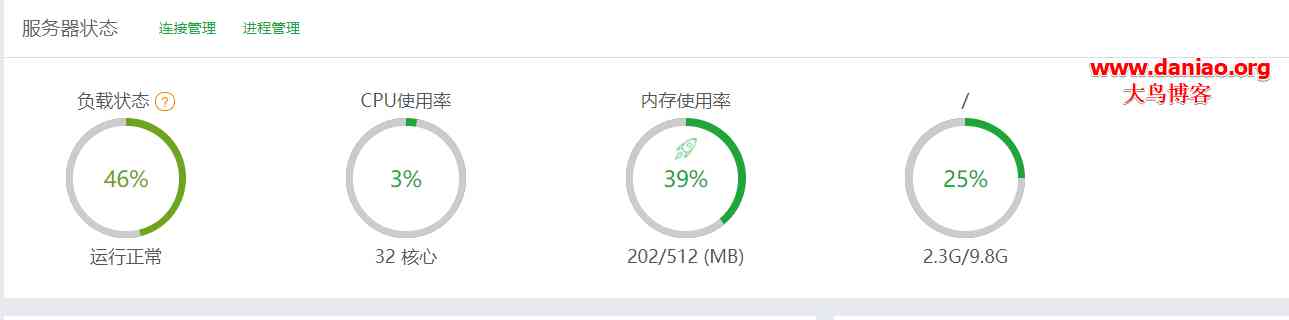 服务器状态 连接管理 进程管理
www.daniao.org
大鸟博客
负载状态 ? CPU使用率 内存使用率 /
46% 3% 39% 25%
运行正常 32 核心 202/512 (MB) 2.3G/9.8G